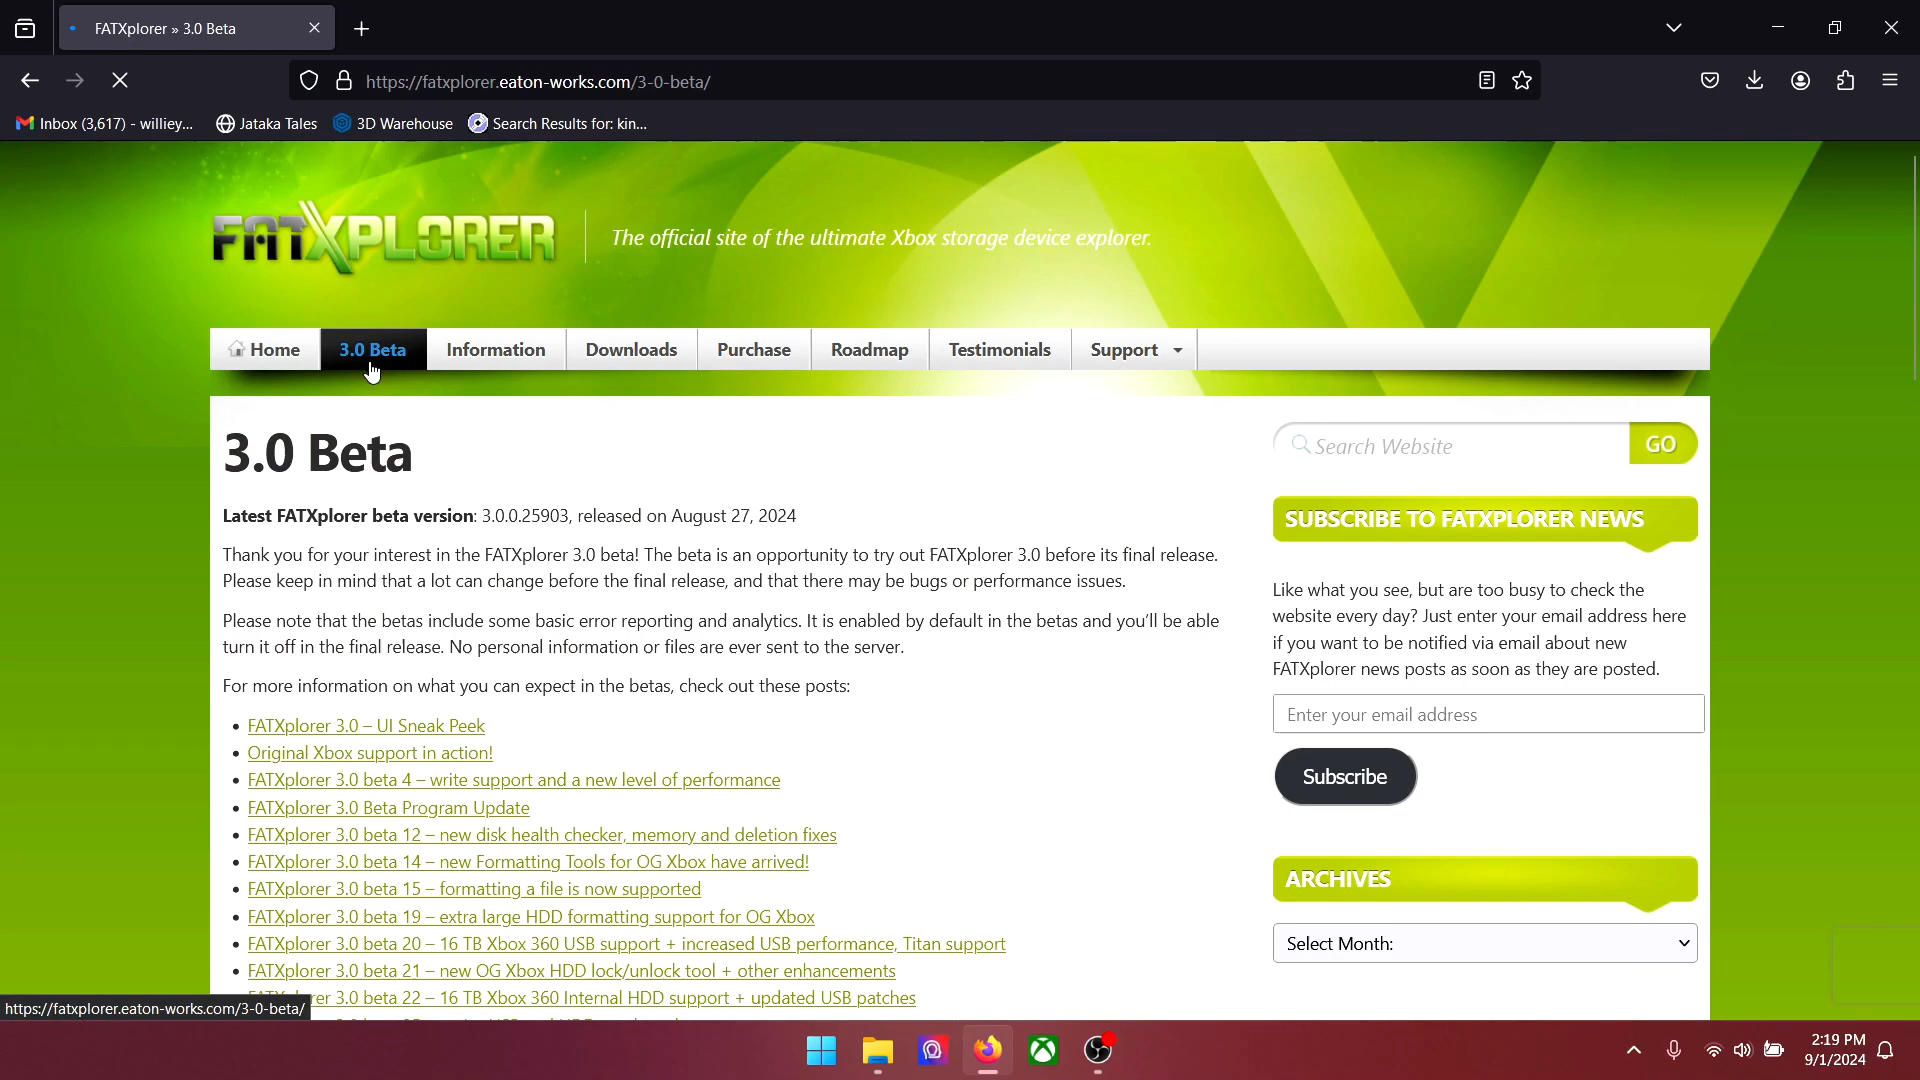 FATXplorer » 3.0 Beta
https://fatxplorer.eaton-works.com/3-0-beta/
Inbox (3,617) - williey...
Jataka Tales
3D Warehouse
Search Results for: kin...
FATXPLORER
The official site of the ultimate Xbox storage device explorer.
Home
3.0 Beta
Information
Downloads
Purchase
Roadmap
Testimonials
Support
3.0 Beta
Latest FATXplorer beta version: 3.0.0.25903, released on August 27, 2024
Thank you for your interest in the FATXplorer 3.0 beta! The beta is an opportunity to try out FATXplorer 3.0 before its final release.
Please keep in mind that a lot can change before the final release, and that there may be bugs or performance issues.
Please note that the betas include some basic error reporting and analytics. It is enabled by default in the betas and you'll be able
turn it off in the final release. No personal information or files are ever sent to the server.
For more information on what you can expect in the betas, check out these posts:
FATXplorer 3.0 – UI Sneak Peek
Original Xbox support in action!
FATXplorer 3.0 beta 4 – write support and a new level of performance
FATXplorer 3.0 Beta Program Update
FATXplorer 3.0 beta 12 – new disk health checker, memory and deletion fixes
FATXplorer 3.0 beta 14 – new Formatting Tools for OG Xbox have arrived!
FATXplorer 3.0 beta 15 – formatting a file is now supported
FATXplorer 3.0 beta 19 – extra large HDD formatting support for OG Xbox
FATXplorer 3.0 beta 20 – 16 TB Xbox 360 USB support + increased USB performance, Titan support
FATXplorer 3.0 beta 21 – new OG Xbox HDD lock/unlock tool + other enhancements
rer 3.0 beta 22 – 16 TB Xbox 360 Internal HDD support + updated USB patches
Search Website
GO
SUBSCRIBE TO FATXPLORER NEWS
Like what you see, but are too busy to check the
website every day? Just enter your email address here
if you want to be notified via email about new
FATXplorer news posts as soon as they are posted.
Enter your email address
Subscribe
ARCHIVES
Select Month:
https://fatxplorer.eaton-works.com/3-0-beta/
2:19 PM
9/1/2024